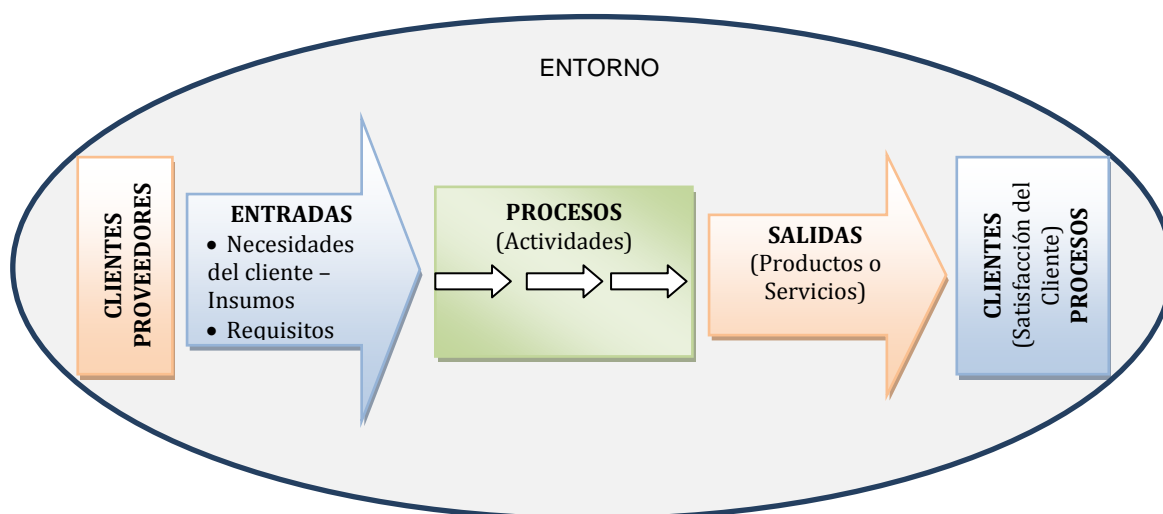 ENTORNO
CLIENTES
PROVEEDORES
ENTRADAS
• Necesidades
del cliente –
Insumos
• Requisitos
PROCESOS
(Actividades)
SALIDAS
(Productos o
Servicios)
CLIENTES
(Satisfacción del
Cliente)
PROCESOS